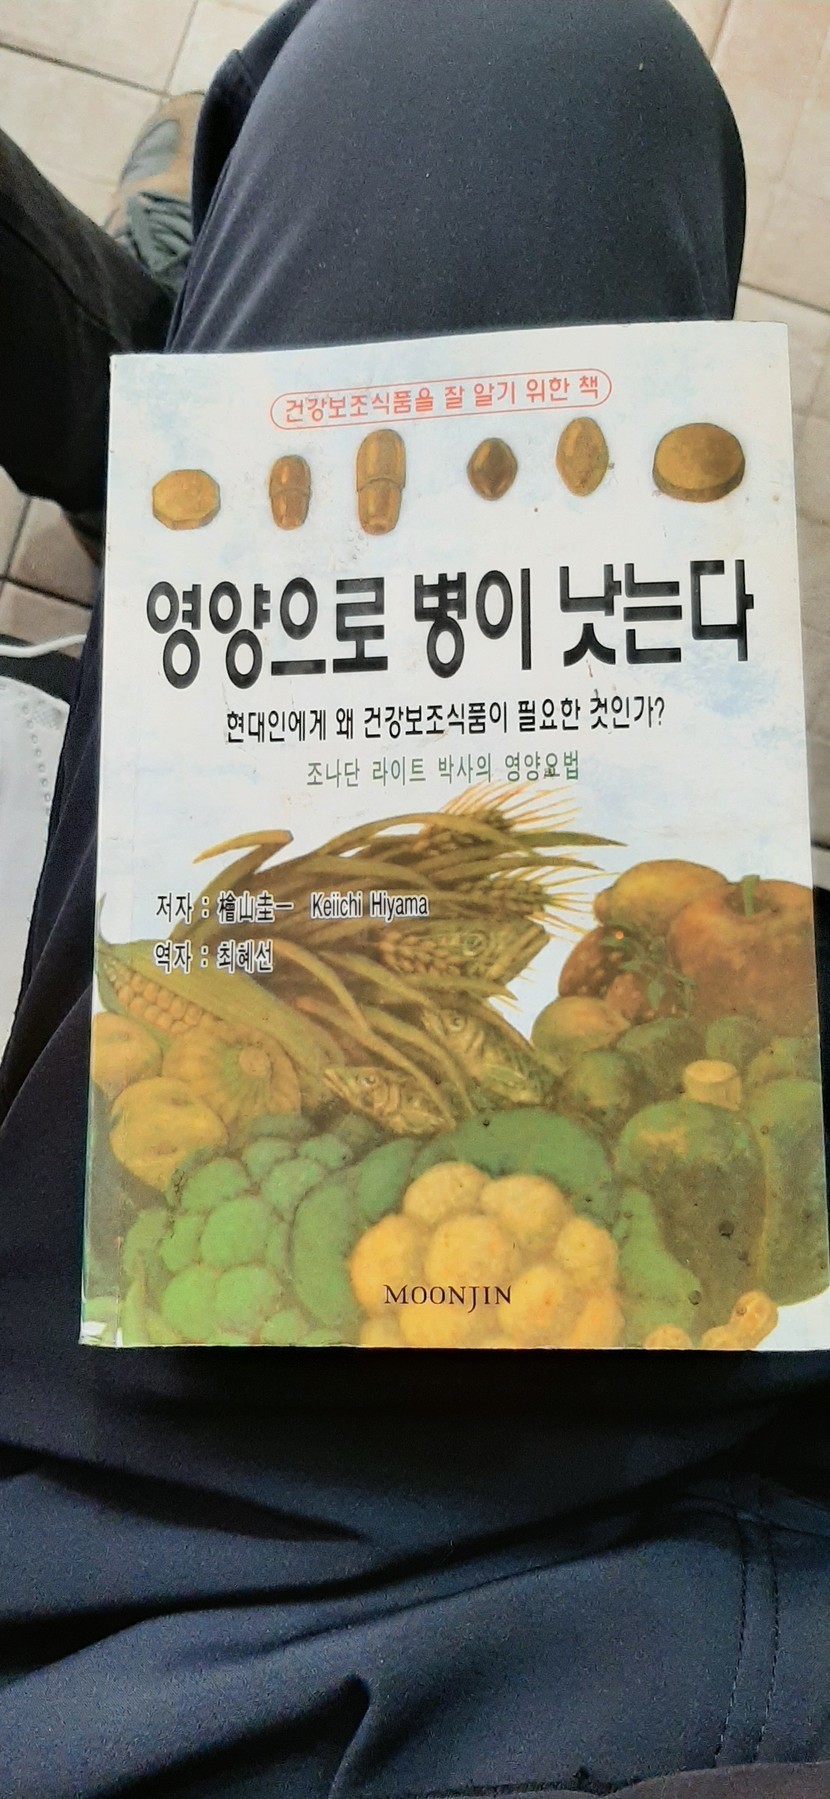 건강보조식품을 잘 알기 위한 책
영양으로 병이 낫는다
현대인에게 왜 건강보조식품이 필요한 것인가?
조나단 라이트 박사의 영양요법
저자 : 檜山圭一 Keiichi Hiyama
역자 : 최혜선
MOONJIN